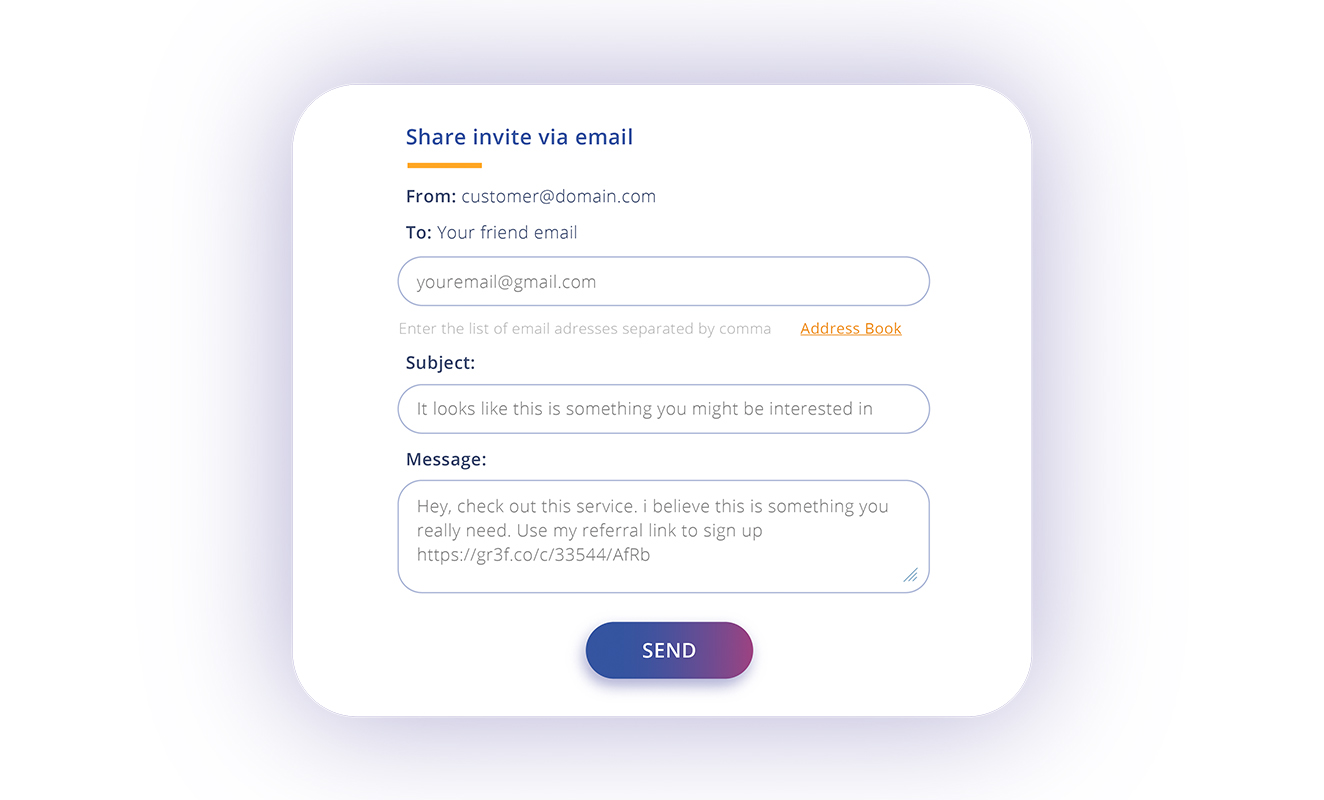 Share invite via email
From: customer@domain.com
To: Your friend email
youremail@gmail.com
Enter the list of email adresses separated by comma Address Book
Subject:
It looks like this is something you might be interested in
Message:
Hey, check out this service. i believe this is something you
really need. Use my referral link to sign up
https://gr3f.co/c/33544/AfRb
SEND